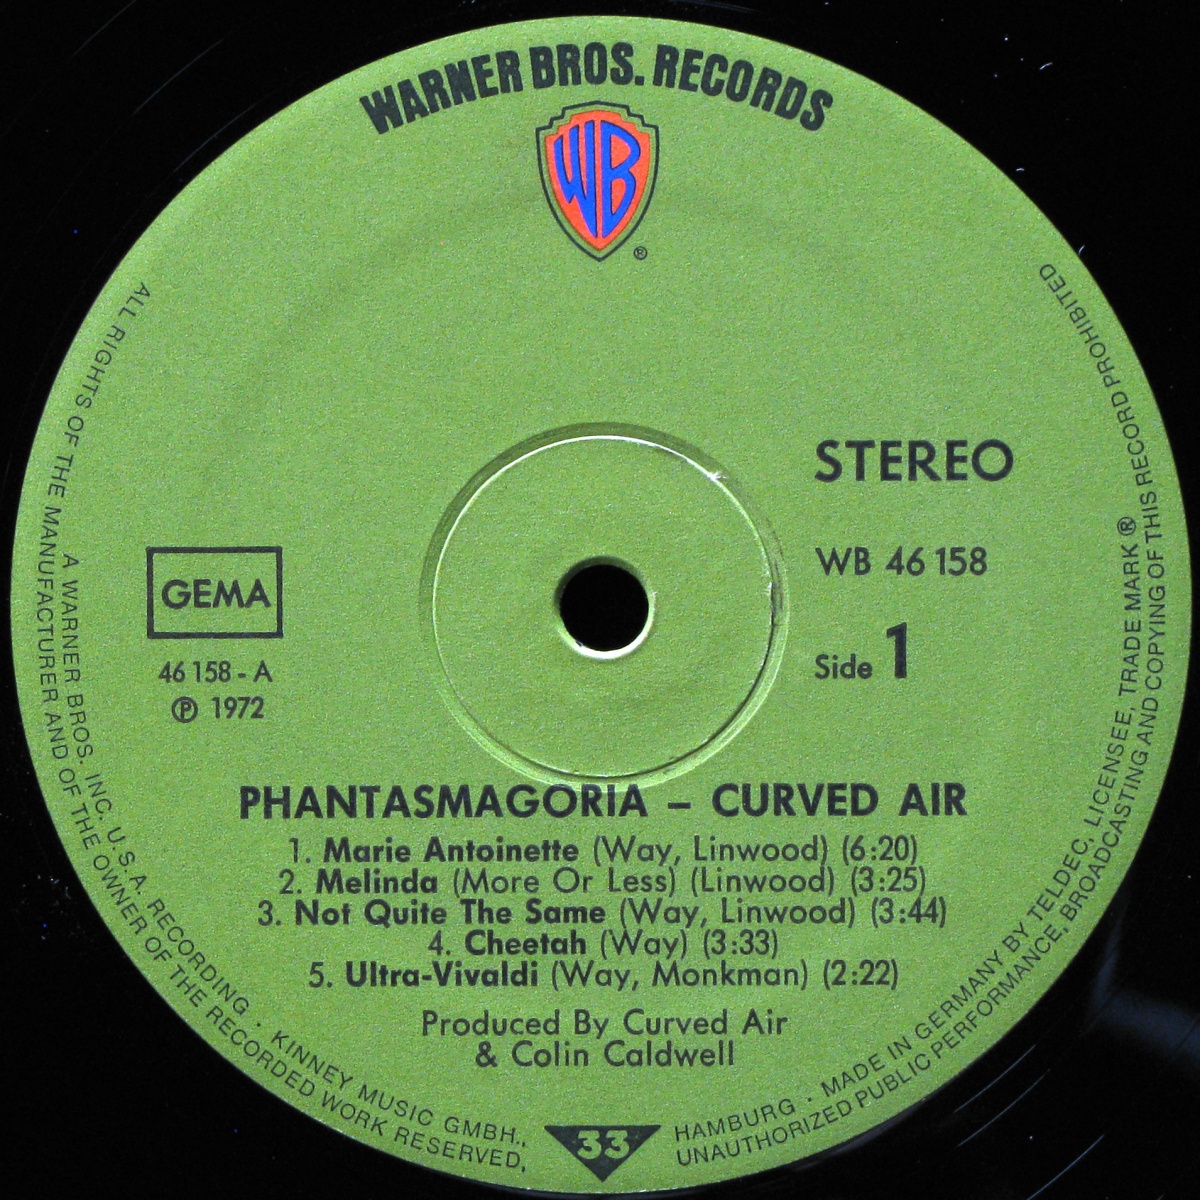 WARNER BROS. RECORDS
WB
®
STEREO
WB 46 158
Side 1
GEMA
46 158 - A
℗ 1972
PHANTASMAGORIA – CURVED AIR
1. Marie Antoinette (Way, Linwood) (6:20)
2. Melinda (More Or Less) (Linwood) (3:25)
3. Not Quite The Same (Way, Linwood) (3:44)
4. Cheetah (Way) (3:33)
5. Ultra-Vivaldi (Way, Monkman) (2:22)
Produced By Curved Air
& Colin Caldwell
33
A WARNER BROS. INC. U.S.A. RECORDING · KINNEY MUSIC GMBH., HAMBURG · MADE IN GERMANY BY TELDEC, LICENSEE, TRADE MARK ®
ALL RIGHTS OF THE MANUFACTURER AND OF THE OWNER OF THE RECORDED WORK RESERVED, UNAUTHORIZED PUBLIC PERFORMANCE, BROADCASTING AND COPYING OF THIS RECORD PROHIBITED